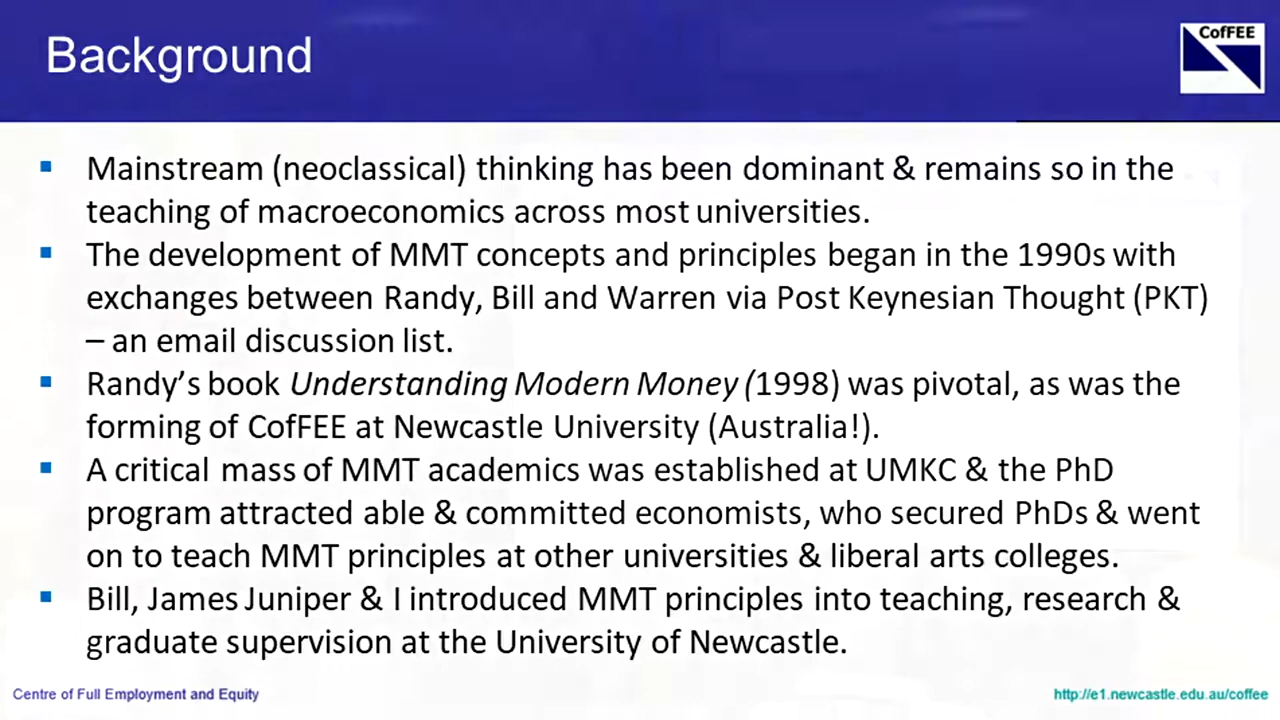 Background
CofFEE
Mainstream (neoclassical) thinking has been dominant & remains so in the
teaching of macroeconomics across most universities.
The development of MMT concepts and principles began in the 1990s with
exchanges between Randy, Bill and Warren via Post Keynesian Thought (PKT)
– an email discussion list.
Randy’s book Understanding Modern Money (1998) was pivotal, as was the
forming of CofFEE at Newcastle University (Australia!).
A critical mass of MMT academics was established at UMKC & the PhD
program attracted able & committed economists, who secured PhDs & went
on to teach MMT principles at other universities & liberal arts colleges.
Bill, James Juniper & I introduced MMT principles into teaching, research &
graduate supervision at the University of Newcastle.
Centre of Full Employment and Equity
http://e1.newcastle.edu.au/coffee